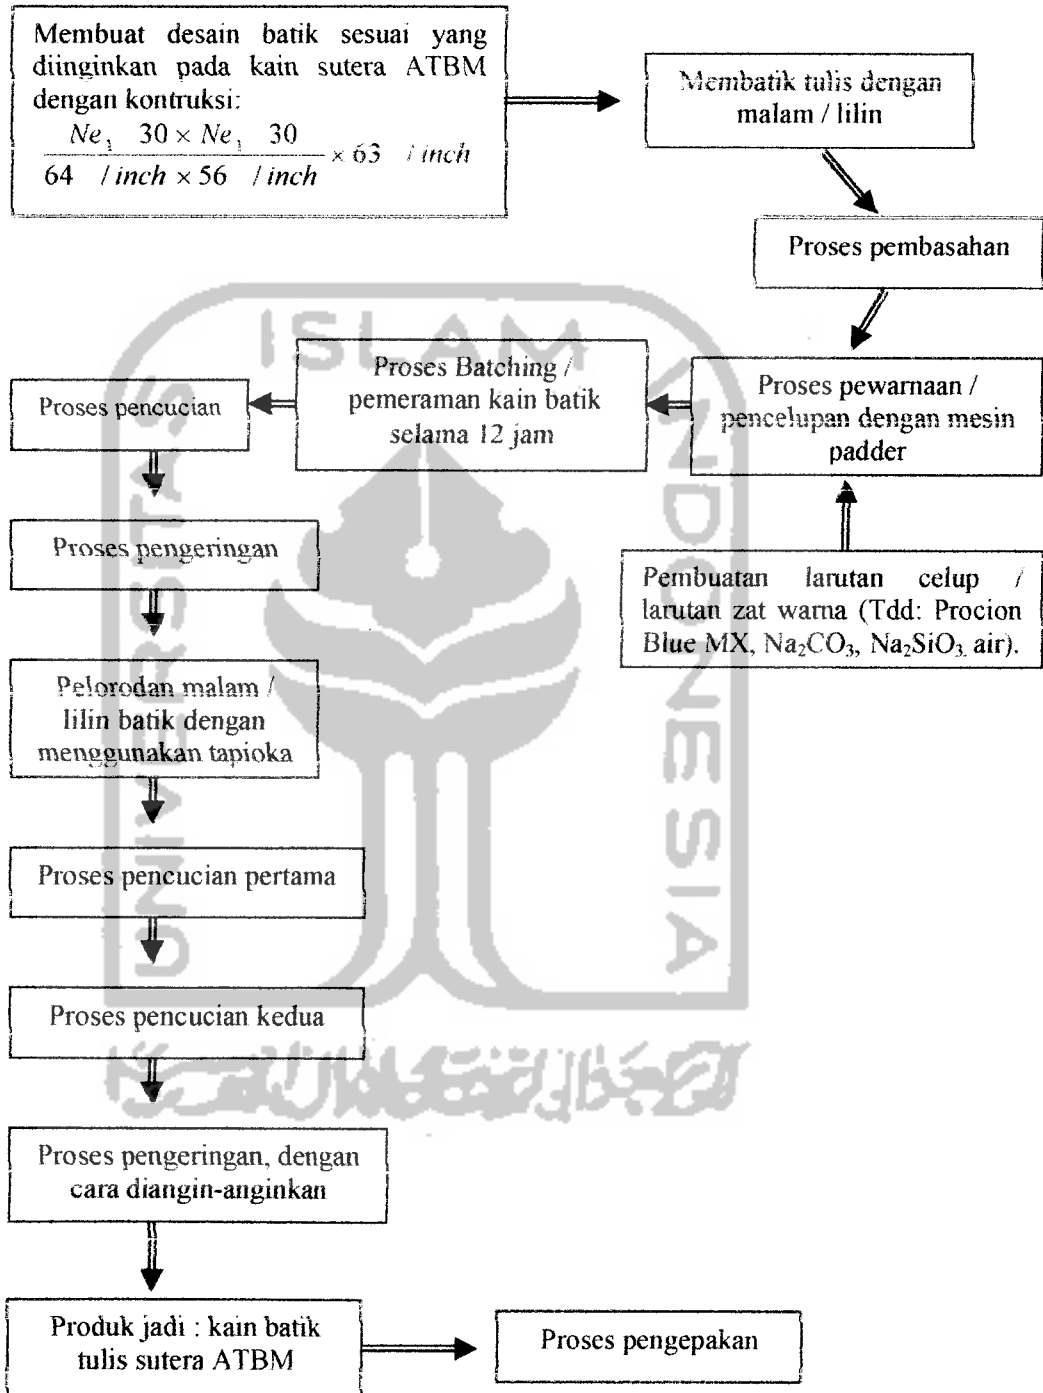 Membuat desain batik sesuai yang
diinginkan pada kain sutera ATBM
dengan kontruksi:
Ne₁ 30 × Ne₁ 30
64 /inch × 56 /inch
× 63 /inch
Membatik tulis dengan
malam / lilin
Proses pembasahan
Proses pewarnaan /
pencelupan dengan mesin
padder
Pembuatan larutan celup /
larutan zat warna (Tdd: Procion
Blue MX, Na₂CO₃, Na₂SiO₃, air).
Proses Batching /
pemeraman kain batik
selama 12 jam
Proses pencucian
Proses pengeringan
Pelorodan malam /
lilin batik dengan
menggunakan tapioka
Proses pencucian pertama
Proses pencucian kedua
Proses pengeringan, dengan
cara diangin-anginkan
Produk jadi : kain batik
tulis sutera ATBM
Proses pengepakan
UNIVERSITAS
ISLAM
INDONESIA